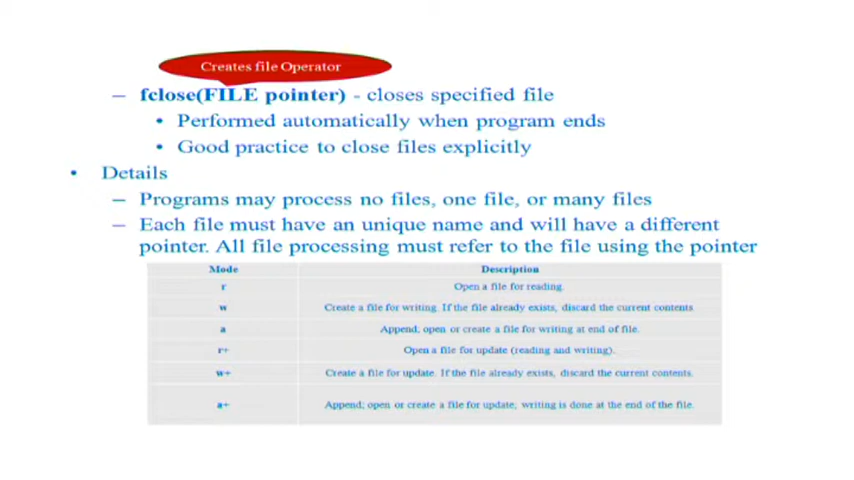 Creates file Operator
– fclose(FILE pointer) - closes specified file
• Performed automatically when program ends
• Good practice to close files explicitly
• Details
– Programs may process no files, one file, or many files
– Each file must have an unique name and will have a different
pointer. All file processing must refer to the file using the pointer
Mode Description
r Open a file for reading.
w Create a file for writing. If the file already exists, discard the current contents
a Append; open or create a file for writing at end of file.
r+ Open a file for update (reading and writing).
w+ Create a file for update. If the file already exists, discard the current contents.
a+ Append; open or create a file for update; writing is done at the end of the file.